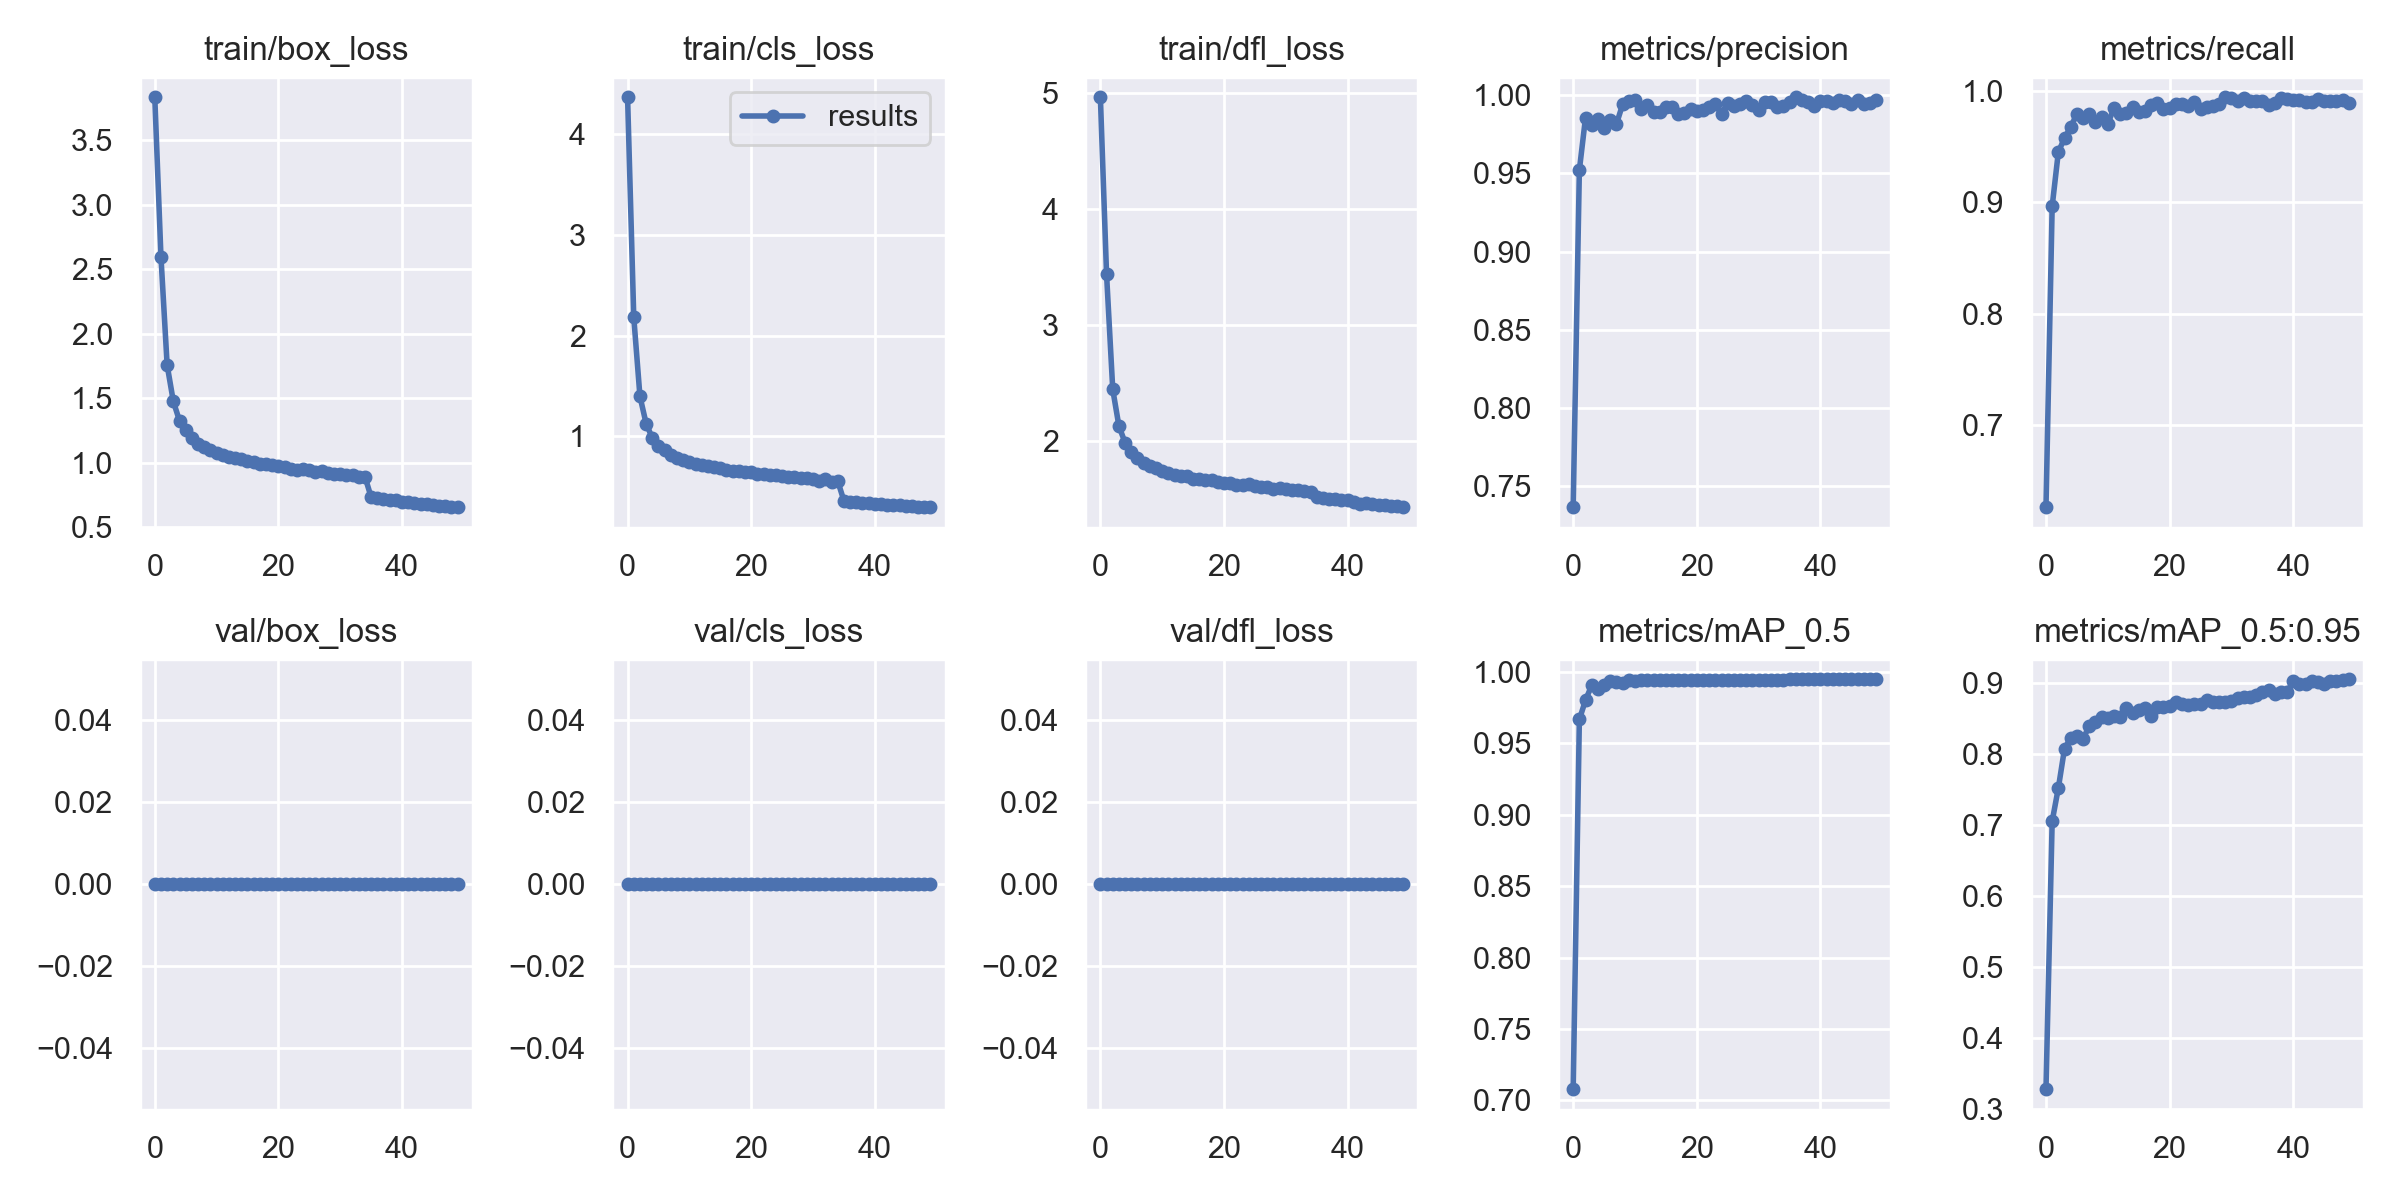 train/box_loss
3.5
3.0
2.5
2.0
1.5
1.0
0.5
0 20 40
train/cls_loss
results
4
3
2
1
0 20 40
train/dfl_loss
5
4
3
2
0 20 40
metrics/precision
1.00
0.95
0.90
0.85
0.80
0.75
0 20 40
metrics/recall
1.0
0.9
0.8
0.7
0 20 40
val/box_loss
0.04
0.02
0.00
−0.02
−0.04
0 20 40
val/cls_loss
0.04
0.02
0.00
−0.02
−0.04
0 20 40
val/dfl_loss
0.04
0.02
0.00
−0.02
−0.04
0 20 40
metrics/mAP_0.5
1.00
0.95
0.90
0.85
0.80
0.75
0.70
0 20 40
metrics/mAP_0.5:0.95
0.9
0.8
0.7
0.6
0.5
0.4
0.3
0 20 40